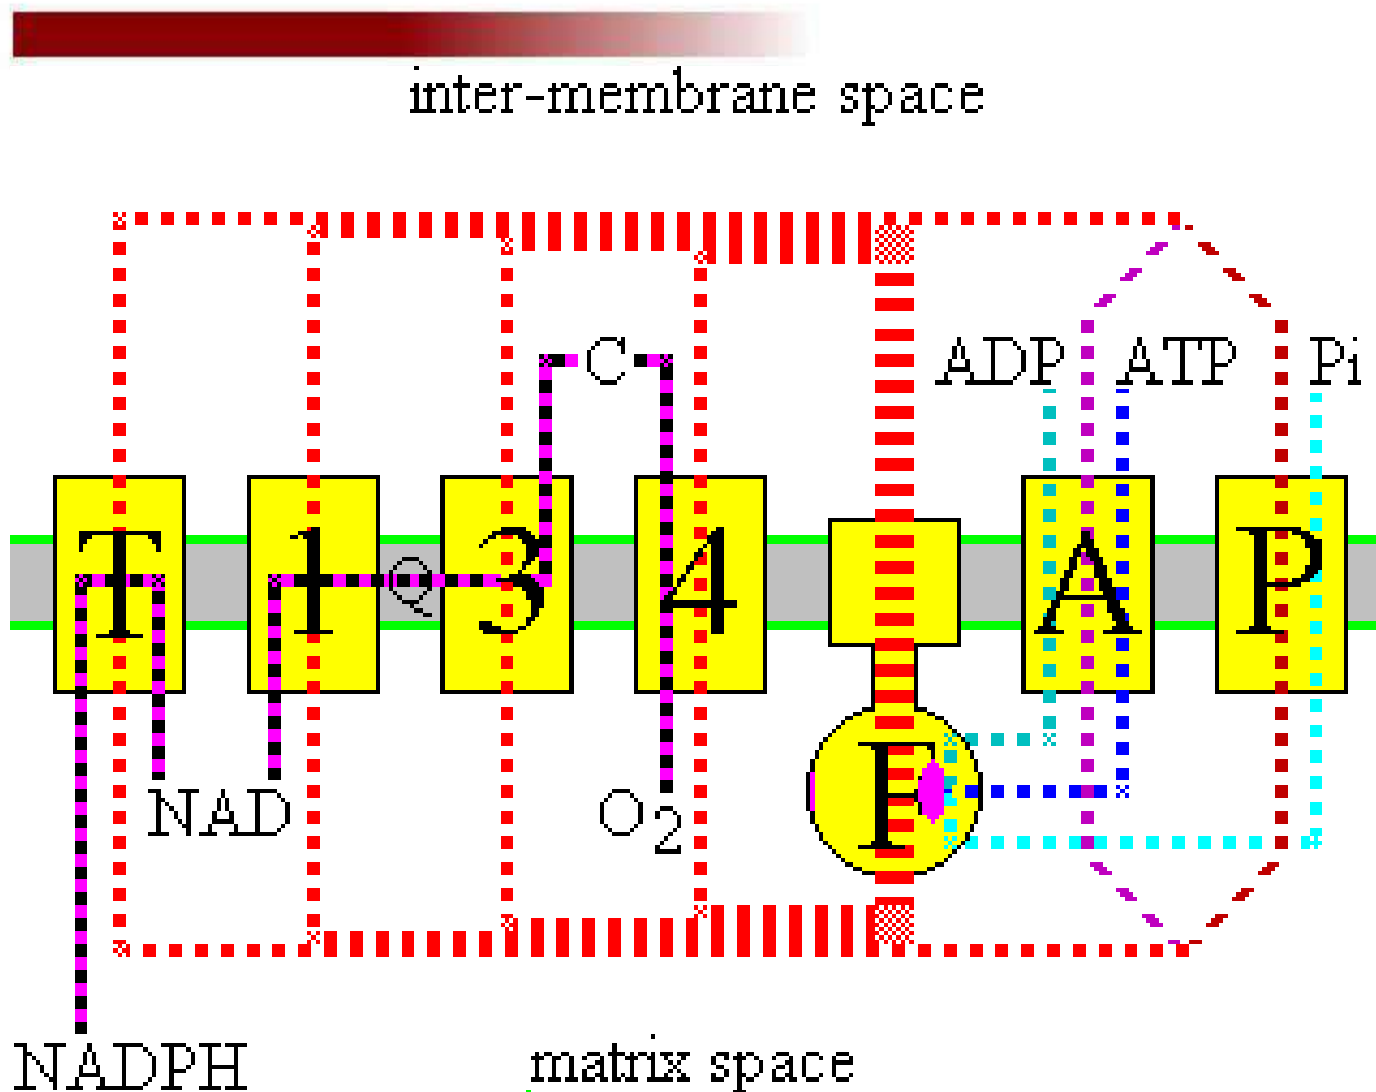 inter-membrane space
C
ADP
ATP
Pi
T
1
Q
3
4
A
P
F
NAD
O2
NADPH
matrix space